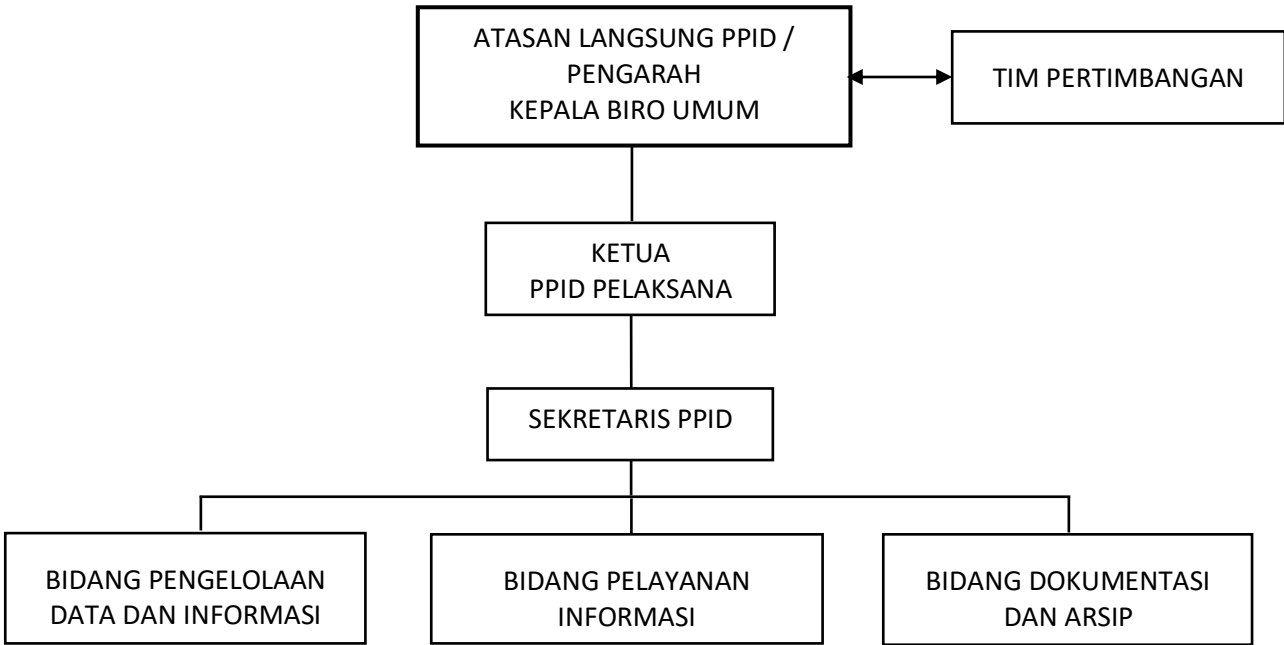 ATASAN LANGSUNG PPID /
PENGARAH
KEPALA BIRO UMUM
TIM PERTIMBANGAN
KETUA
PPID PELAKSANA
SEKRETARIS PPID
BIDANG PENGELOLAAN
DATA DAN INFORMASI
BIDANG PELAYANAN
INFORMASI
BIDANG DOKUMENTASI
DAN ARSIP